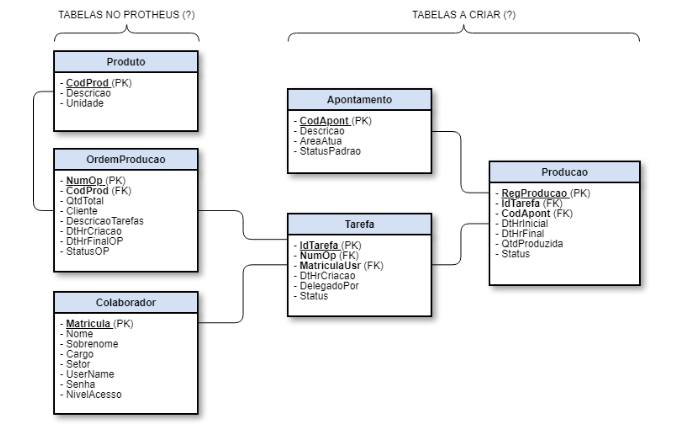 TABELAS NO PROTHEUS (?)
TABELAS A CRIAR (?)
Produto
- CodProd (PK)
- Descricao
- Unidade
OrdemProducao
- NumOp (PK)
- CodProd (FK)
- QtdTotal
- Cliente
- DescricaoTarefas
- DtHrCriacao
- DtHrFinalOP
- StatusOP
Colaborador
- Matricula (PK)
- Nome
- Sobrenome
- Cargo
- Setor
- UserName
- Senha
- NivelAcesso
Apontamento
- CodApont (PK)
- Descricao
- AreaAtua
- StatusPadrao
Tarefa
- IdTarefa (PK)
- NumOp (FK)
- MatriculaUsr (FK)
- DtHrCriacao
- DelegadoPor
- Status
Producao
- RegProducao (PK)
- IdTarefa (FK)
- CodApont (FK)
- DtHrInicial
- DtHrFinal
- QtdProduzida
- Status